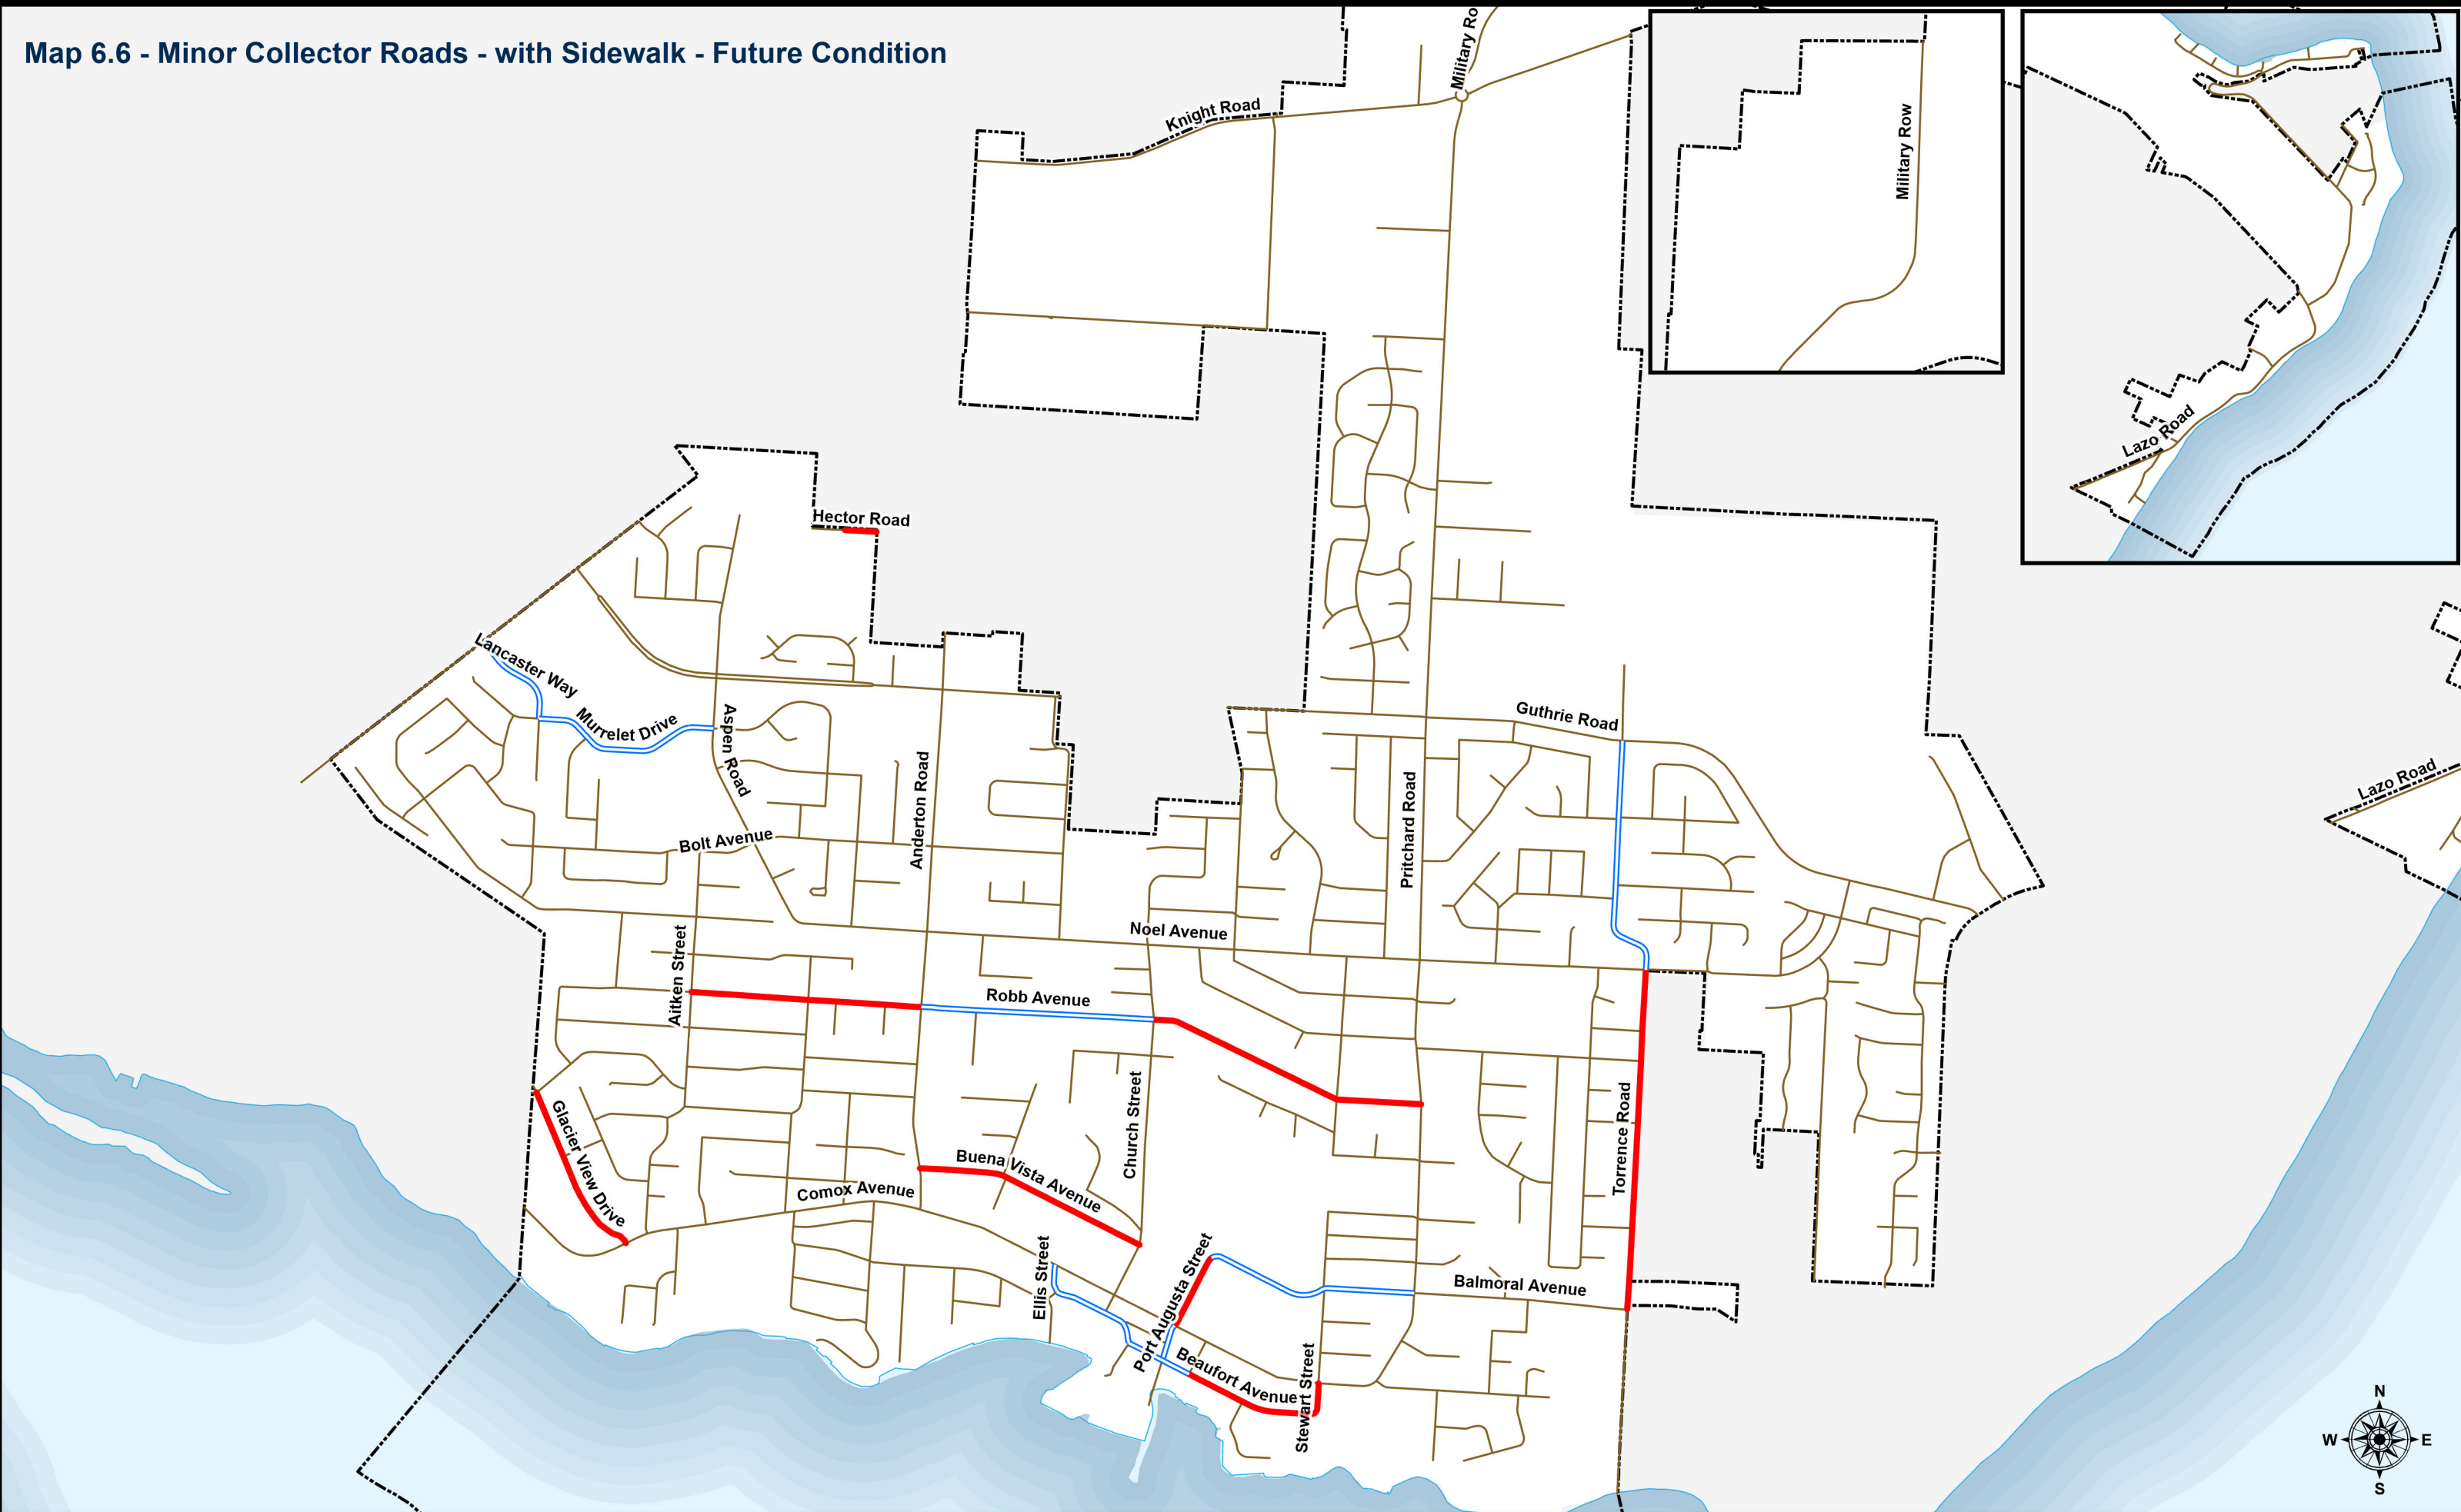 Map 6.6 - Minor Collector Roads - with Sidewalk - Future Condition
Military Ro
Knight Road
Military Row
Lazo Road
Hector Road
Lancaster Way
Murrelet Drive
Aspen Road
Guthrie Road
Lazo Road
Anderton Road
Pritchard Road
Bolt Avenue
Noel Avenue
Aitken Street
Robb Avenue
Glacier View Drive
Church Street
Torrence Road
Buena Vista Avenue
Comox Avenue
Ellis Street
Port Augusta Street
Balmoral Avenue
Beaufort Avenue
Stewart Street
N
W
E
S